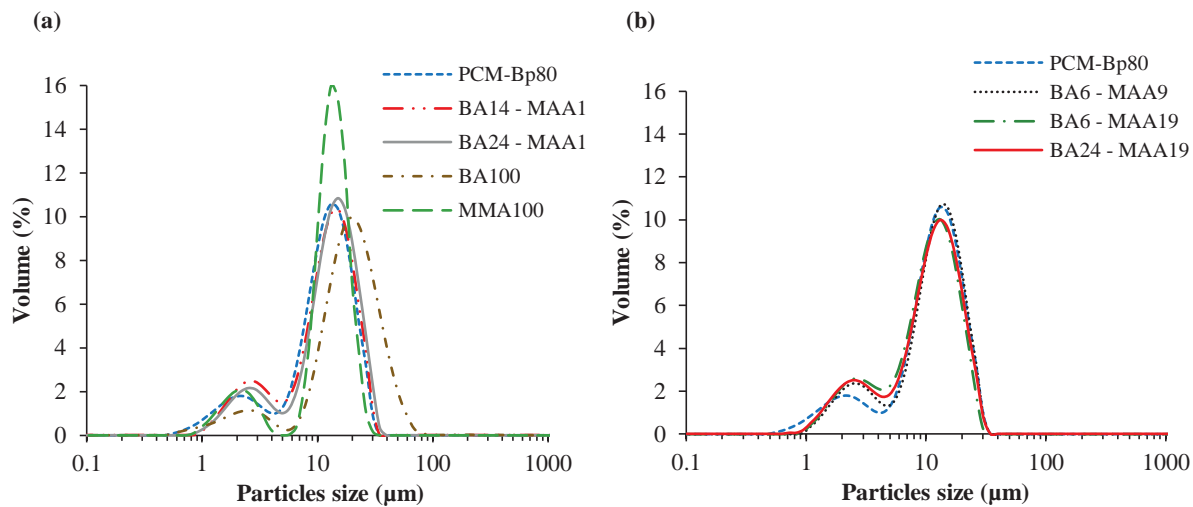 (a)
PCM-Bp80
BA14 - MAA1
BA24 - MAA1
BA100
MMA100
16
14
12
10
8
6
4
2
0
Volume (%)
0.1 1 10 100 1000
Particles size (µm)
(b)
PCM-Bp80
BA6 - MAA9
BA6 - MAA19
BA24 - MAA19
16
14
12
10
8
6
4
2
0
Volume (%)
0.1 1 10 100 1000
Particles size (µm)